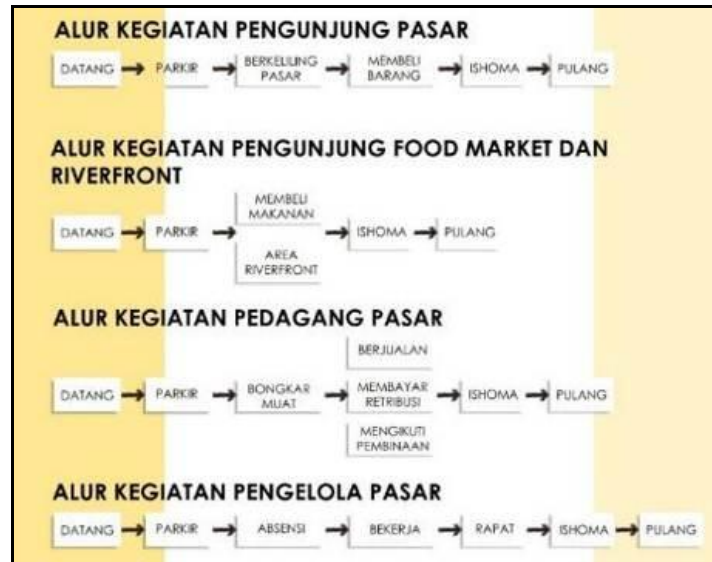 ALUR KEGIATAN PENGUNJUNG PASAR
DATANG
PARKIR
BERKELILING
PASAR
MEMBELI
BARANG
ISHOMA
PULANG
ALUR KEGIATAN PENGUNJUNG FOOD MARKET DAN
RIVERFRONT
DATANG
PARKIR
MEMBELI
MAKANAN
AREA
RIVERFRONT
ISHOMA
PULANG
ALUR KEGIATAN PEDAGANG PASAR
DATANG
PARKIR
BONGKAR
MUAT
BERJUALAN
MEMBAYAR
RETRIBUSI
MENGIKUTI
PEMBINAAN
ISHOMA
PULANG
ALUR KEGIATAN PENGELOLA PASAR
DATANG
PARKIR
ABSENSI
BEKERJA
RAPAT
ISHOMA
PULANG